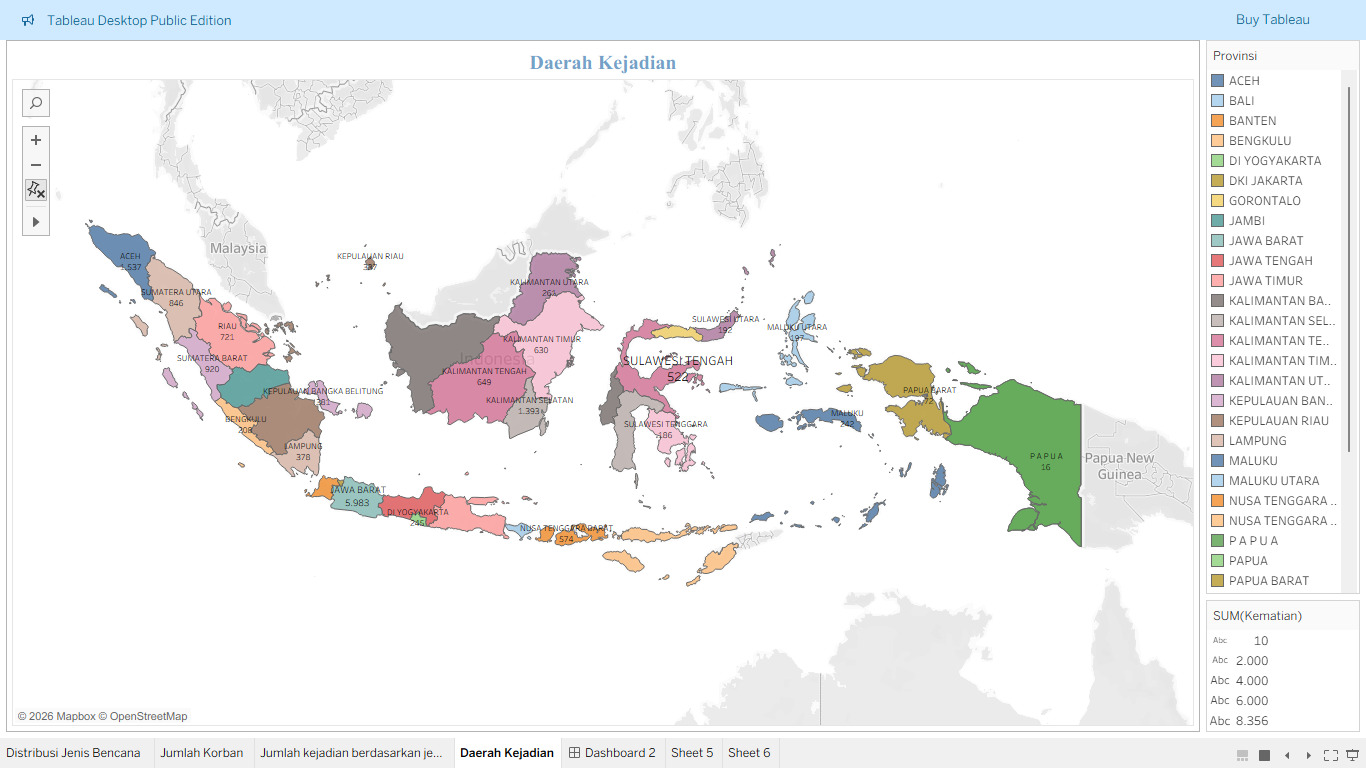 Tableau Desktop Public Edition
Buy Tableau
Daerah Kejadian
Malaysia
Indonesia
Papua New
Guinea
ACEH
1.537
SUMATERA UTARA
846
RIAU
721
KEPULAUAN RIAU
SUMATERA BARAT
920
KEPULAUAN BANGKA BELITUNG
BENGKULU
LAMPUNG
378
JAWA BARAT
5.983
DI YOGYAKARTA
KALIMANTAN UTARA
261
KALIMANTAN TIMUR
630
KALIMANTAN TENGAH
649
KALIMANTAN SELATAN
1.393
SULAWESI UTARA
192
SULAWESI TENGAH
522
SULAWESI TENGGARA
186
MALUKU UTARA
197
MALUKU
242
PAPUA BARAT
P A P U A
16
NUSA TENGGARA BARAT
574
© 2026 Mapbox © OpenStreetMap
Provinsi
ACEH
BALI
BANTEN
BENGKULU
DI YOGYAKARTA
DKI JAKARTA
GORONTALO
JAMBI
JAWA BARAT
JAWA TENGAH
JAWA TIMUR
KALIMANTAN BA..
KALIMANTAN SEL..
KALIMANTAN TE..
KALIMANTAN TIM..
KALIMANTAN UT..
KEPULAUAN BAN..
KEPULAUAN RIAU
LAMPUNG
MALUKU
MALUKU UTARA
NUSA TENGGARA ..
NUSA TENGGARA ..
P A P U A
PAPUA
PAPUA BARAT
SUM(Kematian)
Abc 10
Abc 2.000
Abc 4.000
Abc 6.000
Abc 8.356
Distribusi Jenis Bencana
Jumlah Korban
Jumlah kejadian berdasarkan je...
Daerah Kejadian
Dashboard 2
Sheet 5
Sheet 6